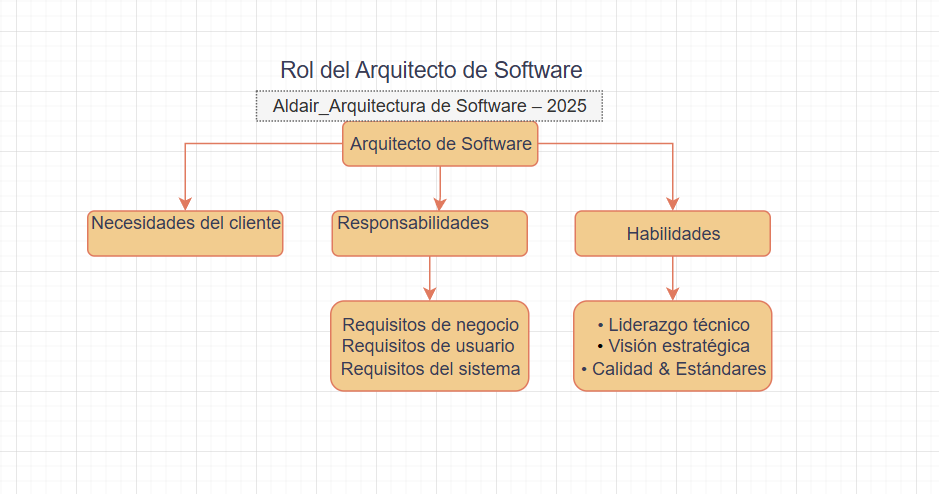 Rol del Arquitecto de Software
Aldair_Arquitectura de Software – 2025
Arquitecto de Software
Necesidades del cliente
Responsabilidades
Habilidades
Requisitos de negocio
Requisitos de usuario
Requisitos del sistema
• Liderazgo técnico
• Visión estratégica
• Calidad & Estándares